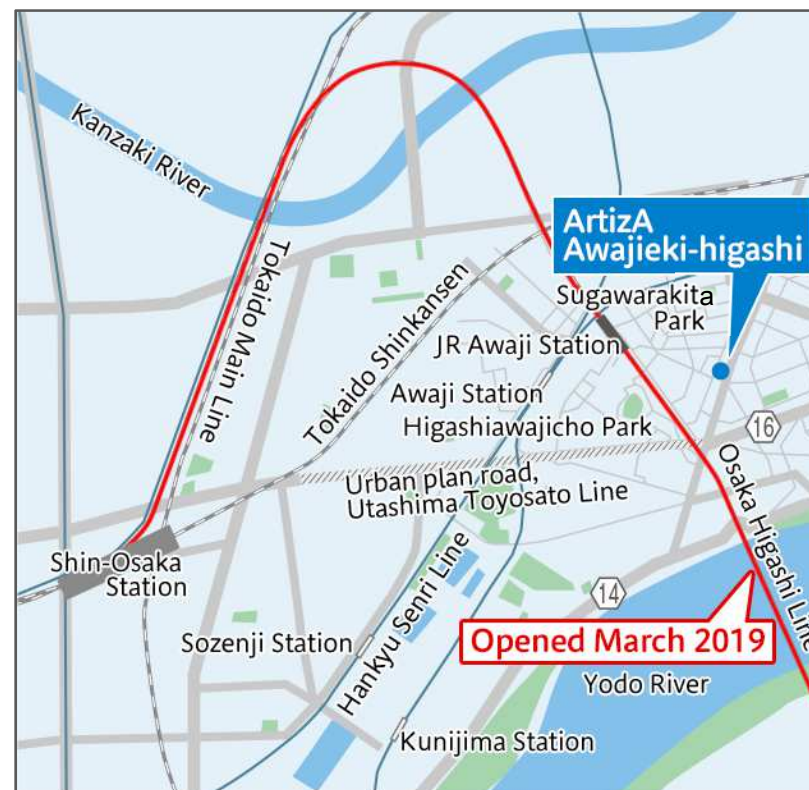 Kanzaki River
Tokaido Main Line
Tokaido Shinkansen
ArtizA
Awajieki-higashi
Sugawarakita
Park
JR Awaji Station
Awaji Station
Higashiawajicho Park
16
Urban plan road,
Utashima Toyosato Line
Osaka Higashi Line
Shin-Osaka
Station
14
Hankyu Senri Line
Sozenji Station
Opened March 2019
Yodo River
Kunijima Station